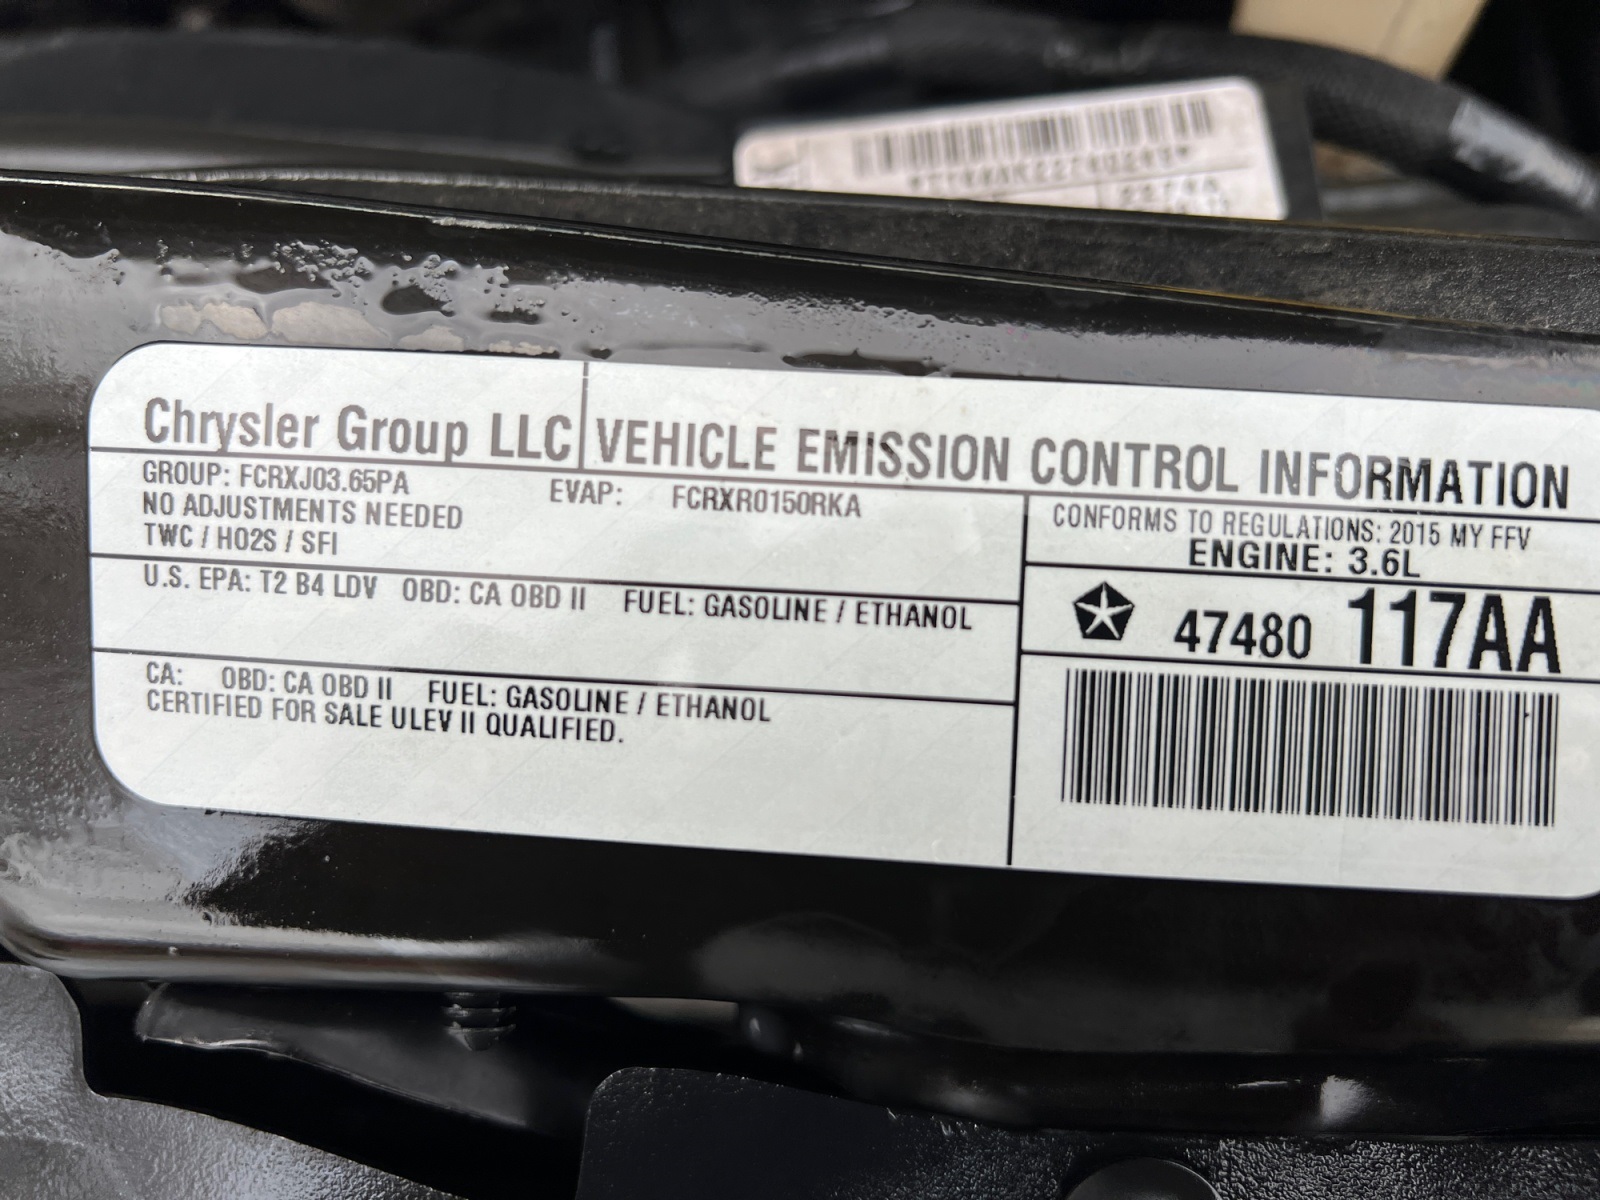 Chrysler Group LLC VEHICLE EMISSION CONTROL INFORMATION
GROUP: FCRXJ03.65PA EVAP: FCRXR0150RKA
NO ADJUSTMENTS NEEDED
TWC / HO2S / SFI
CONFORMS TO REGULATIONS: 2015 MY FFV
ENGINE: 3.6L
U.S. EPA: T2 B4 LDV OBD: CA OBD II FUEL: GASOLINE / ETHANOL
47480 117AA
CA: OBD: CA OBD II FUEL: GASOLINE / ETHANOL
CERTIFIED FOR SALE ULEV II QUALIFIED.